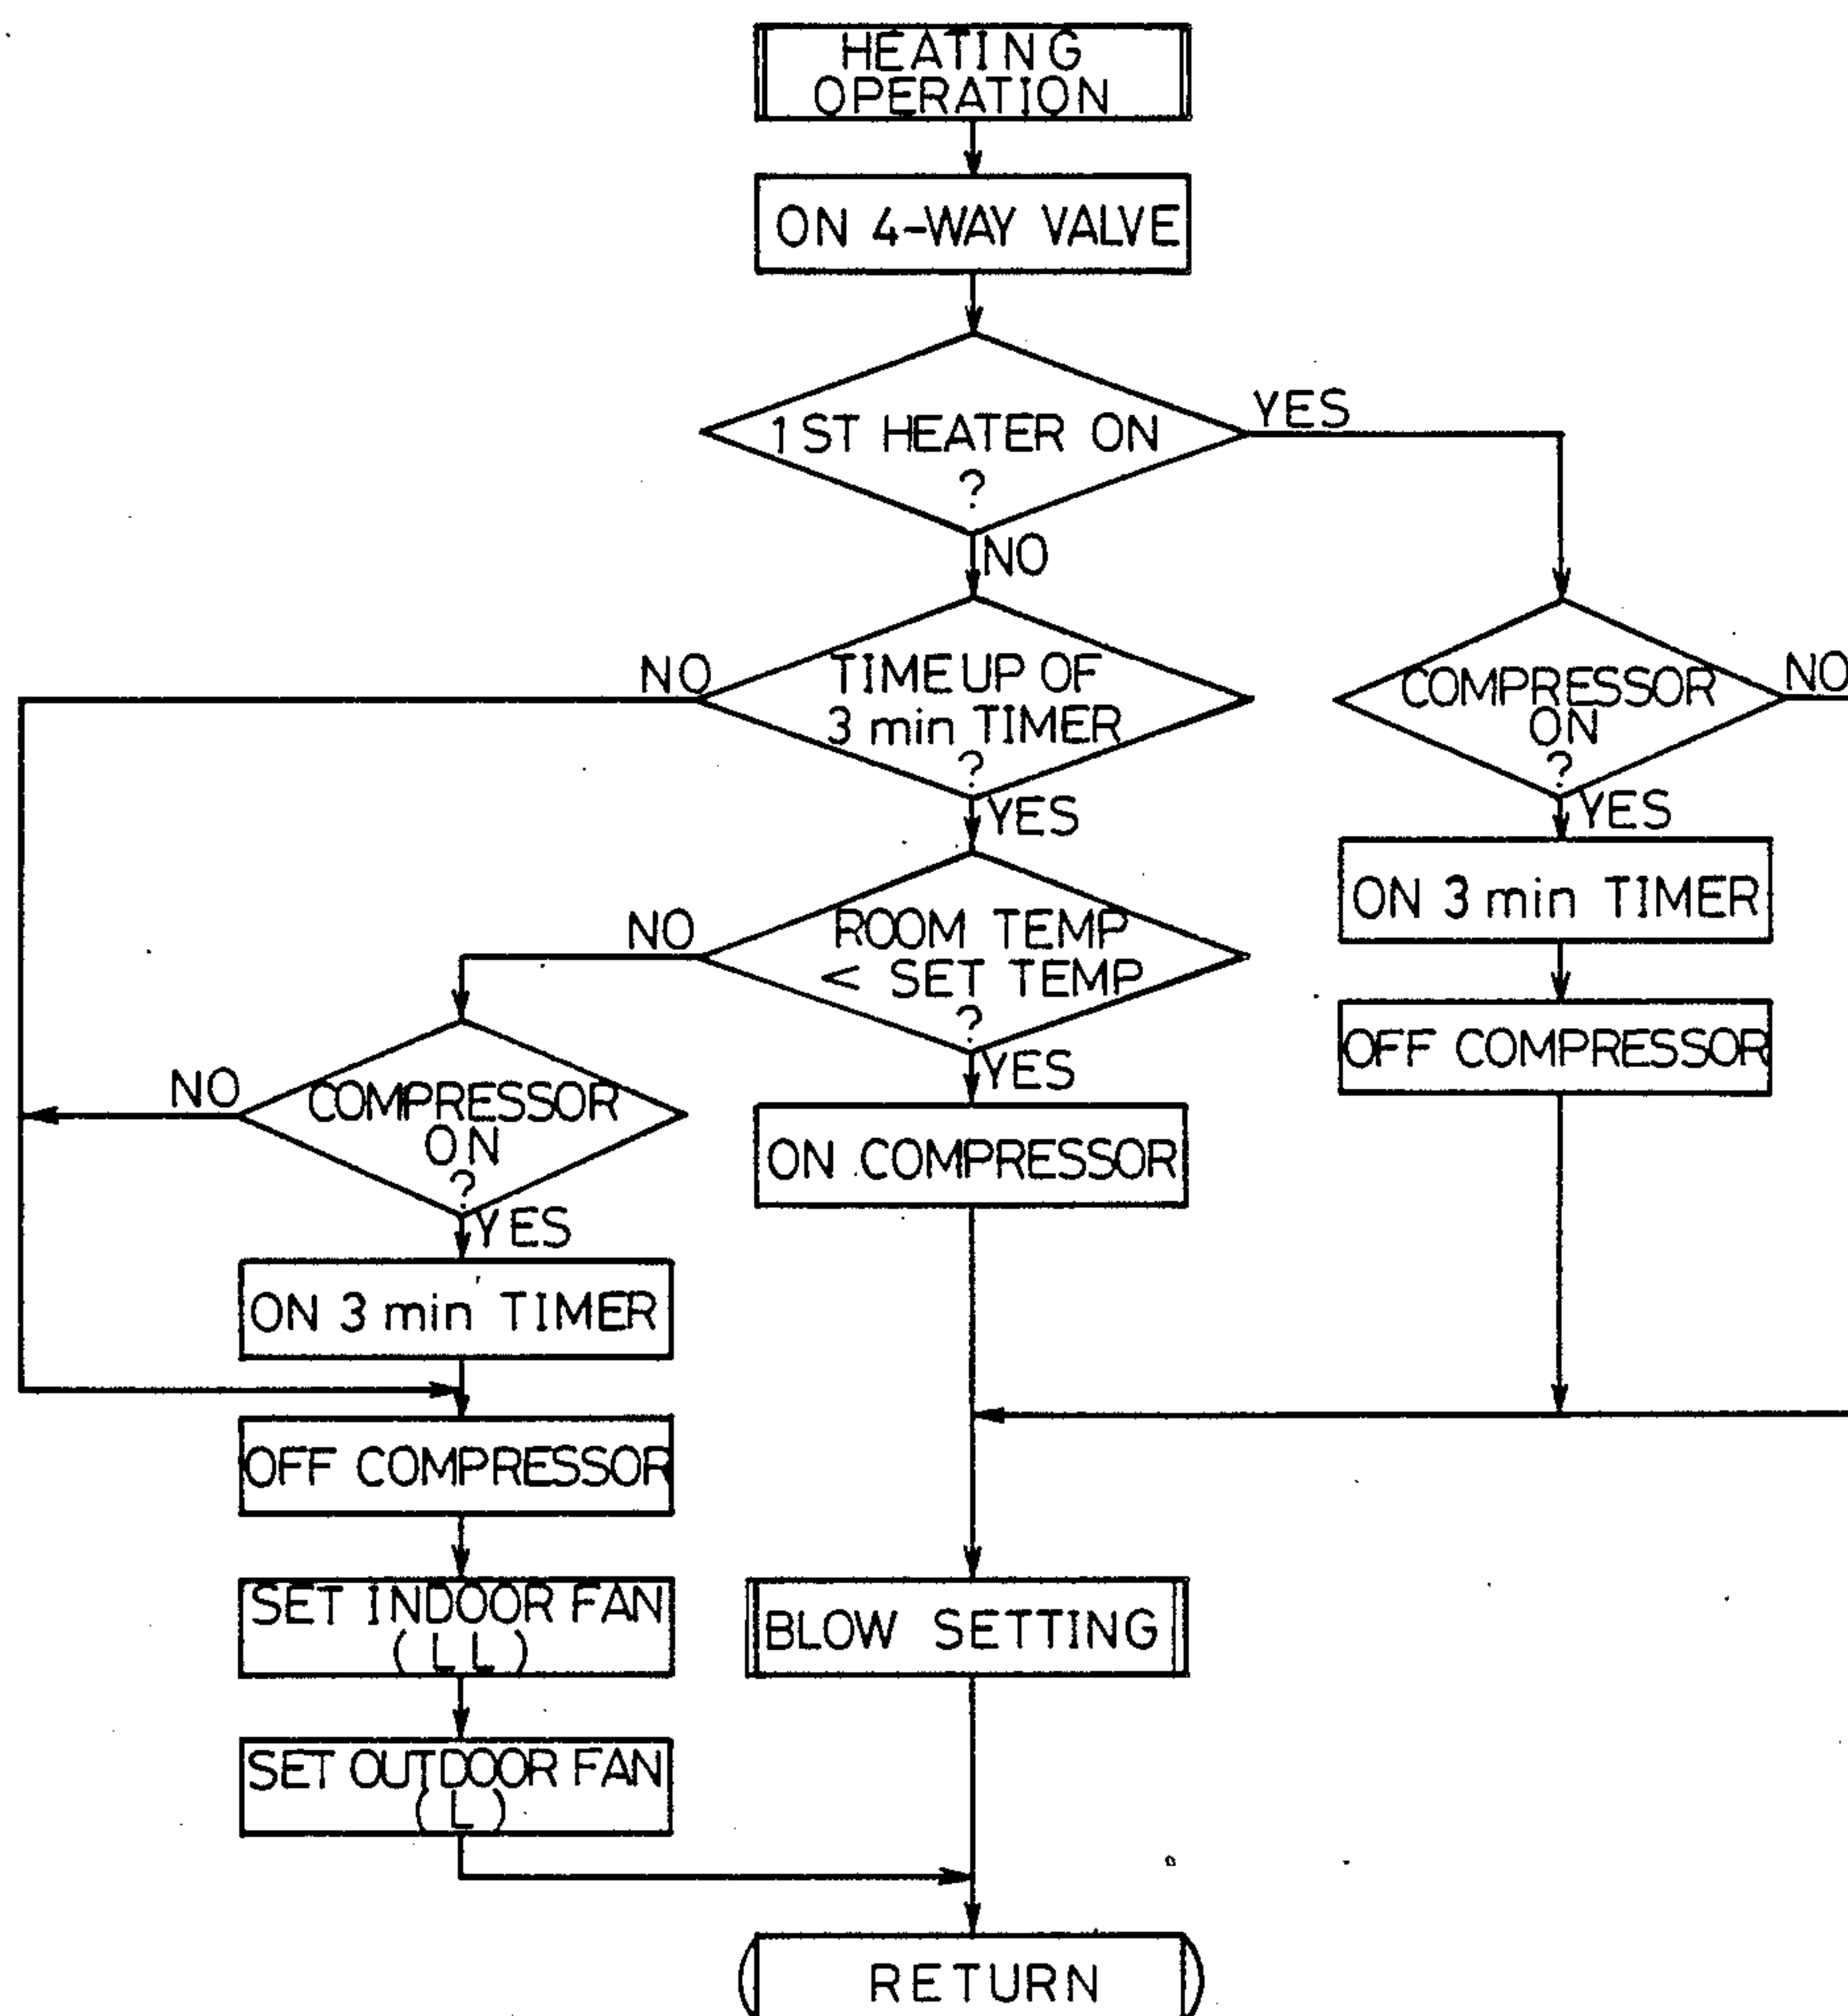 HEATING
OPERATION
ON 4-WAY VALVE
1ST HEATER ON
?
YES
NO
TIME UP OF
3 min TIMER
?
NO
YES
COMPRESSOR
ON
?
NO
YES
ON 3 min TIMER
OFF COMPRESSOR
ROOM TEMP
< SET TEMP
?
NO
YES
COMPRESSOR
ON
?
NO
YES
ON COMPRESSOR
ON 3 min TIMER
OFF COMPRESSOR
SET INDOOR FAN
(LL)
BLOW SETTING
SET OUTDOOR FAN
(L)
RETURN